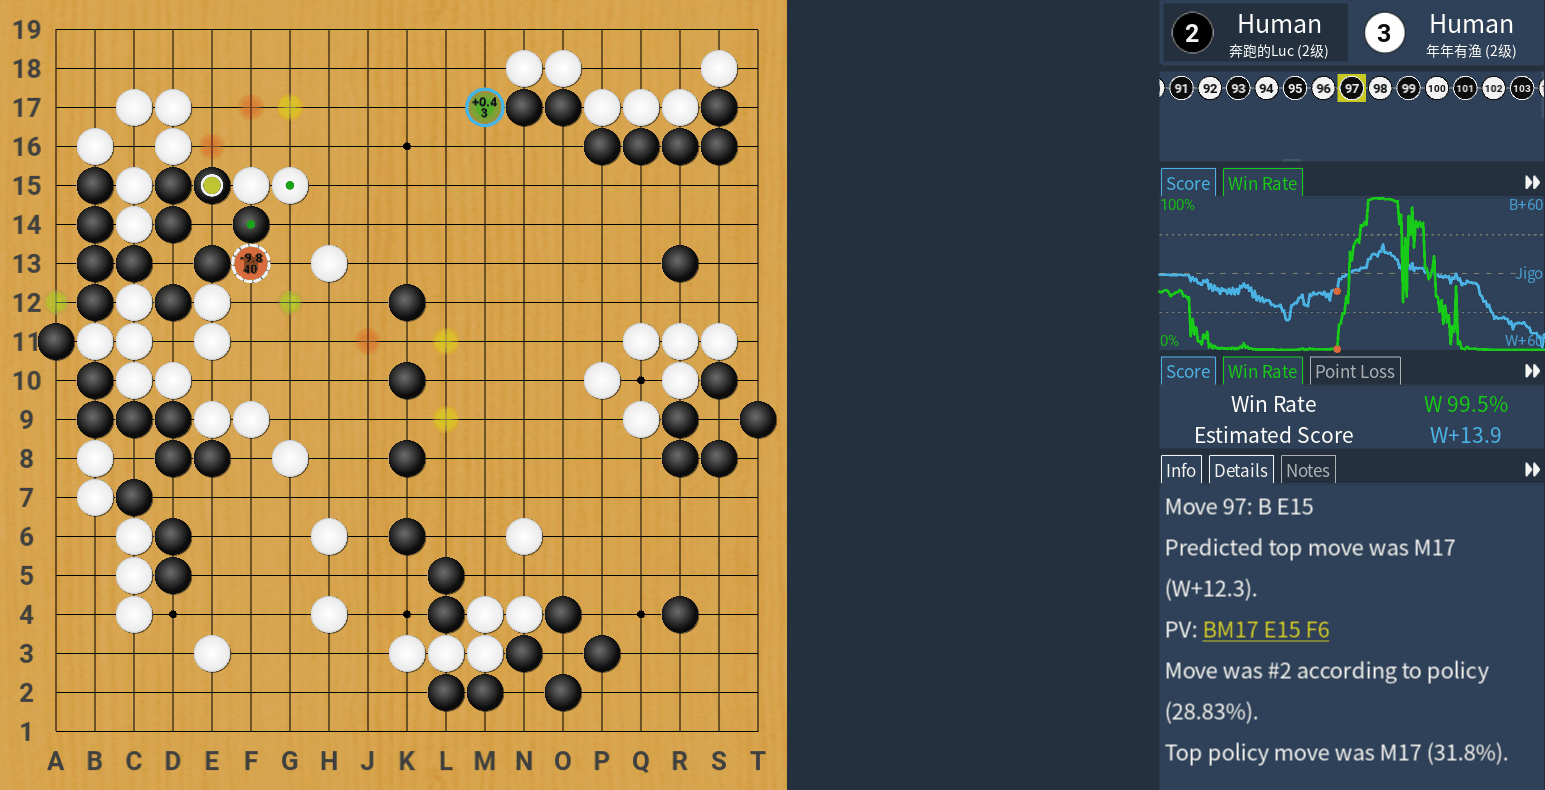 19
18
17
16
15
14
13
12
11
10
9
8
7
6
5
4
3
2
1
A B C D E F G H J K L M N O P Q R S T
+0.4
3
-9.8
40
2 Human
奔跑的Luc (2级)
3 Human
年年有渔 (2级)
91 92 93 94 95 96 97 98 99 100 101 102 103
Score Win Rate
100% B+60
Jigo
0% W+60
Score Win Rate Point Loss
Win Rate W 99.5%
Estimated Score W+13.9
Info Details Notes
Move 97: B E15
Predicted top move was M17
(W+12.3).
PV: BM17 E15 F6
Move was #2 according to policy
(28.83%).
Top policy move was M17 (31.8%).